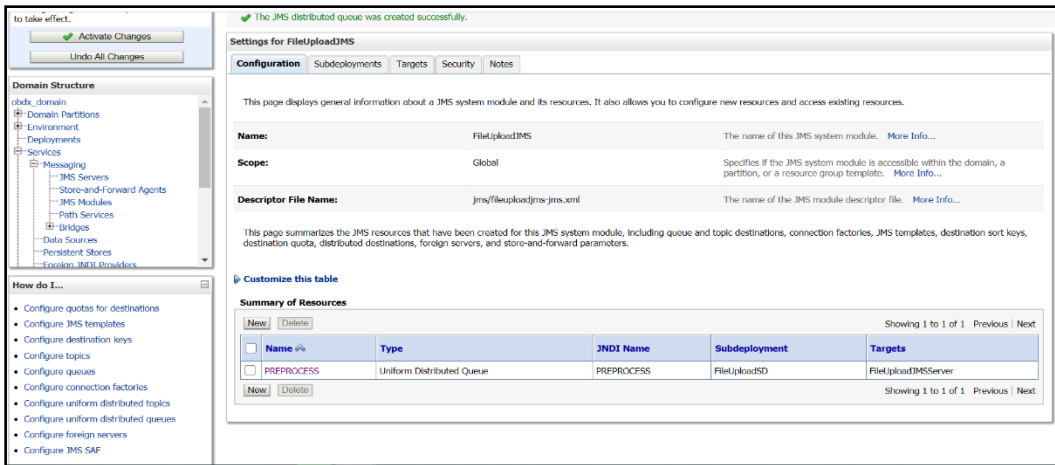 to take effect.
Activate Changes
Undo All Changes
Domain Structure
obdx_domain
Domain Partitions
Environment
Deployments
Services
Messaging
JMS Servers
Store-and-Forward Agents
JMS Modules
Path Services
Bridges
Data Sources
Persistent Stores
Foreign JNDI Providers
How do I...
Configure quotas for destinations
Configure JMS templates
Configure destination keys
Configure topics
Configure queues
Configure connection factories
Configure uniform distributed topics
Configure uniform distributed queues
Configure foreign servers
Configure JMS SAF
The JMS distributed queue was created successfully.
Settings for FileUploadJMS
Configuration Subdeployments Targets Security Notes
This page displays general information about a JMS system module and its resources. It also allows you to configure new resources and access existing resources.
Name: FileUploadJMS The name of this JMS system module. More Info...
Scope: Global Specifies if the JMS system module is accessible within the domain, a
partition, or a resource group template. More Info...
Descriptor File Name: jms/fileuploadjms-jms.xml The name of the JMS module descriptor file. More Info...
This page summarizes the JMS resources that have been created for this JMS system module, including queue and topic destinations, connection factories, JMS templates, destination sort keys,
destination quota, distributed destinations, foreign servers, and store-and-forward parameters.
Customize this table
Summary of Resources
New Delete Showing 1 to 1 of 1 Previous | Next
Name Type JNDI Name Subdeployment Targets
PREPROCESS Uniform Distributed Queue PREPROCESS FileUploadSD FileUploadJMSServer
New Delete Showing 1 to 1 of 1 Previous | Next